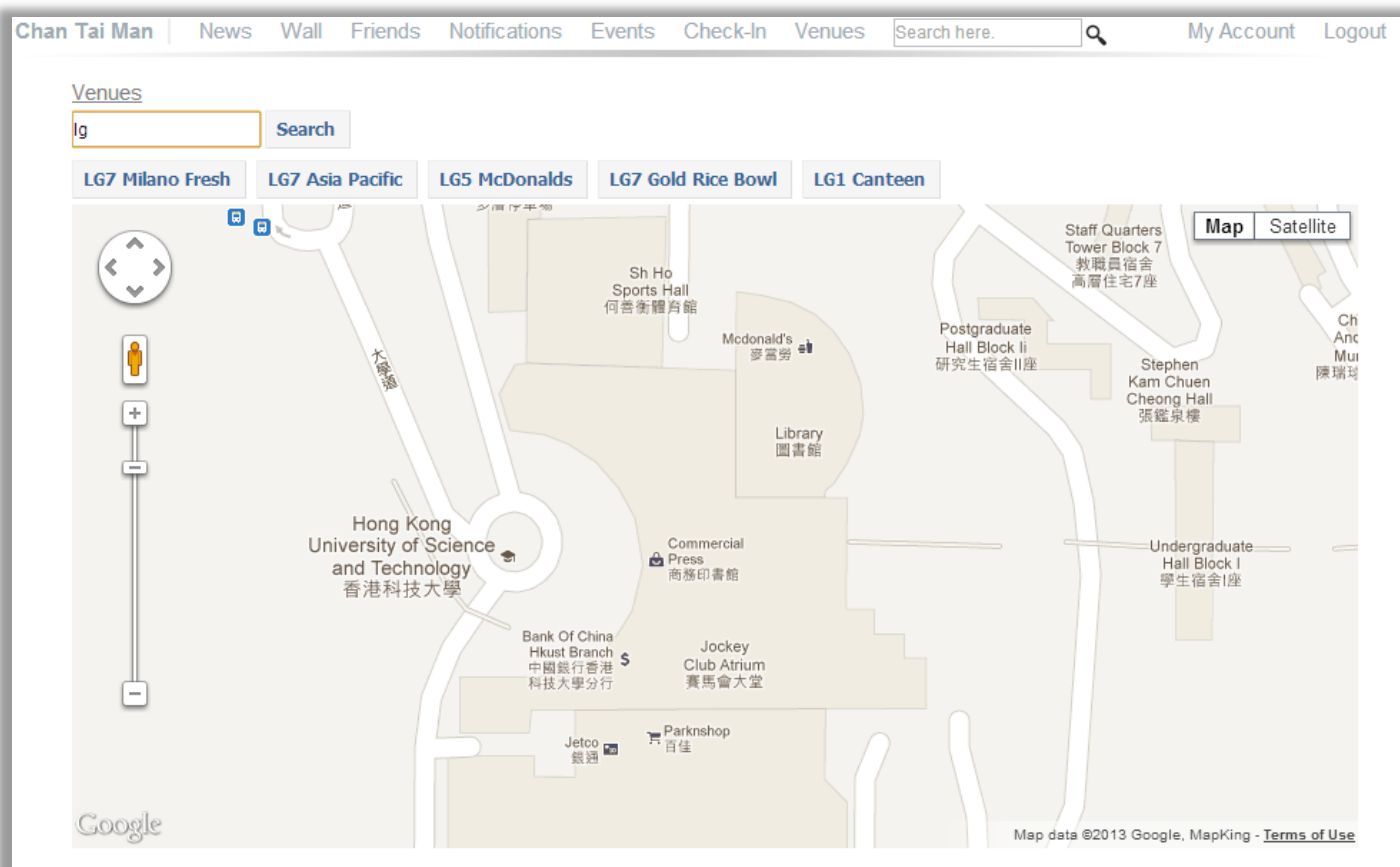 Chan Tai Man News Wall Friends Notifications Events Check-In Venues Search here. My Account Logout
Venues
lg Search
LG7 Milano Fresh LG7 Asia Pacific LG5 McDonalds LG7 Gold Rice Bowl LG1 Canteen
Map Satellite
Staff Quarters
Tower Block 7
教職員宿舍
高層住宅7座
Sh Ho
Sports Hall
何善衡體育館
Mcdonald's
麥當勞
Postgraduate
Hall Block Ii
研究生宿舍II座
Stephen
Kam Chuen
Cheong Hall
張鑑泉樓
大學道
Library
圖書館
Hong Kong
University of Science
and Technology
香港科技大學
Commercial
Press
商務印書館
Undergraduate
Hall Block I
學生宿舍I座
Bank Of China
Hkust Branch
中國銀行香港
科技大學分行
$
Jockey
Club Atrium
賽馬會大堂
Jetco
銀通
Parknshop
百佳
Google
Map data ©2013 Google, MapKing - Terms of Use